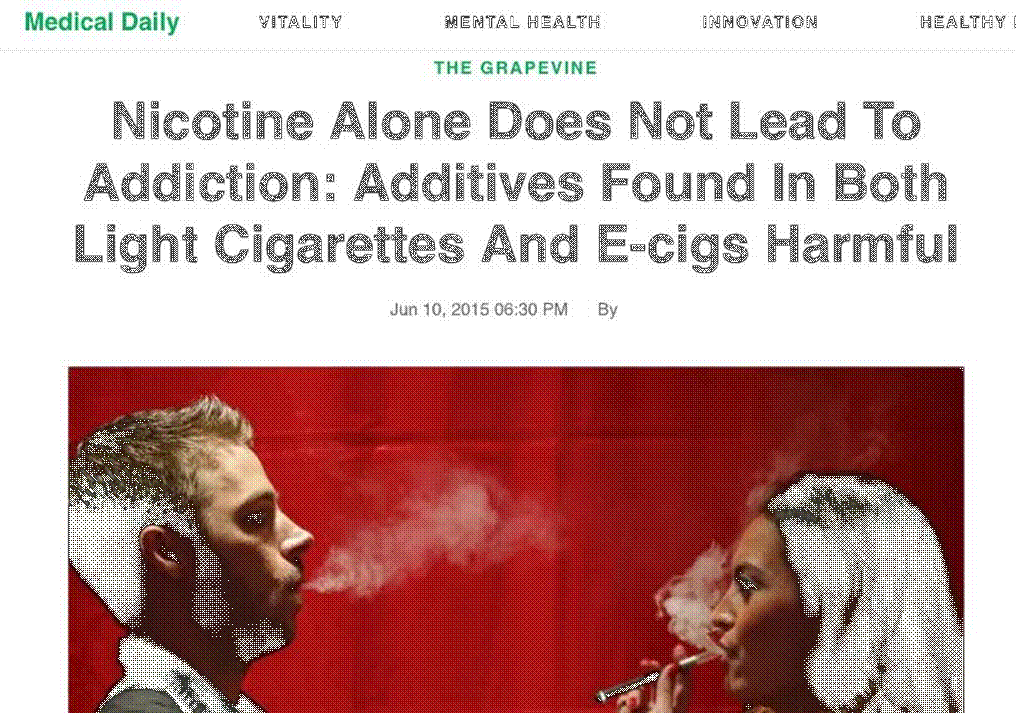 Medical Daily VITALITY MENTAL HEALTH INNOVATION HEALTHY
THE GRAPEVINE
Nicotine Alone Does Not Lead To
Addiction: Additives Found In Both
Light Cigarettes And E-cigs Harmful
Jun 10, 2015 06:30 PM By